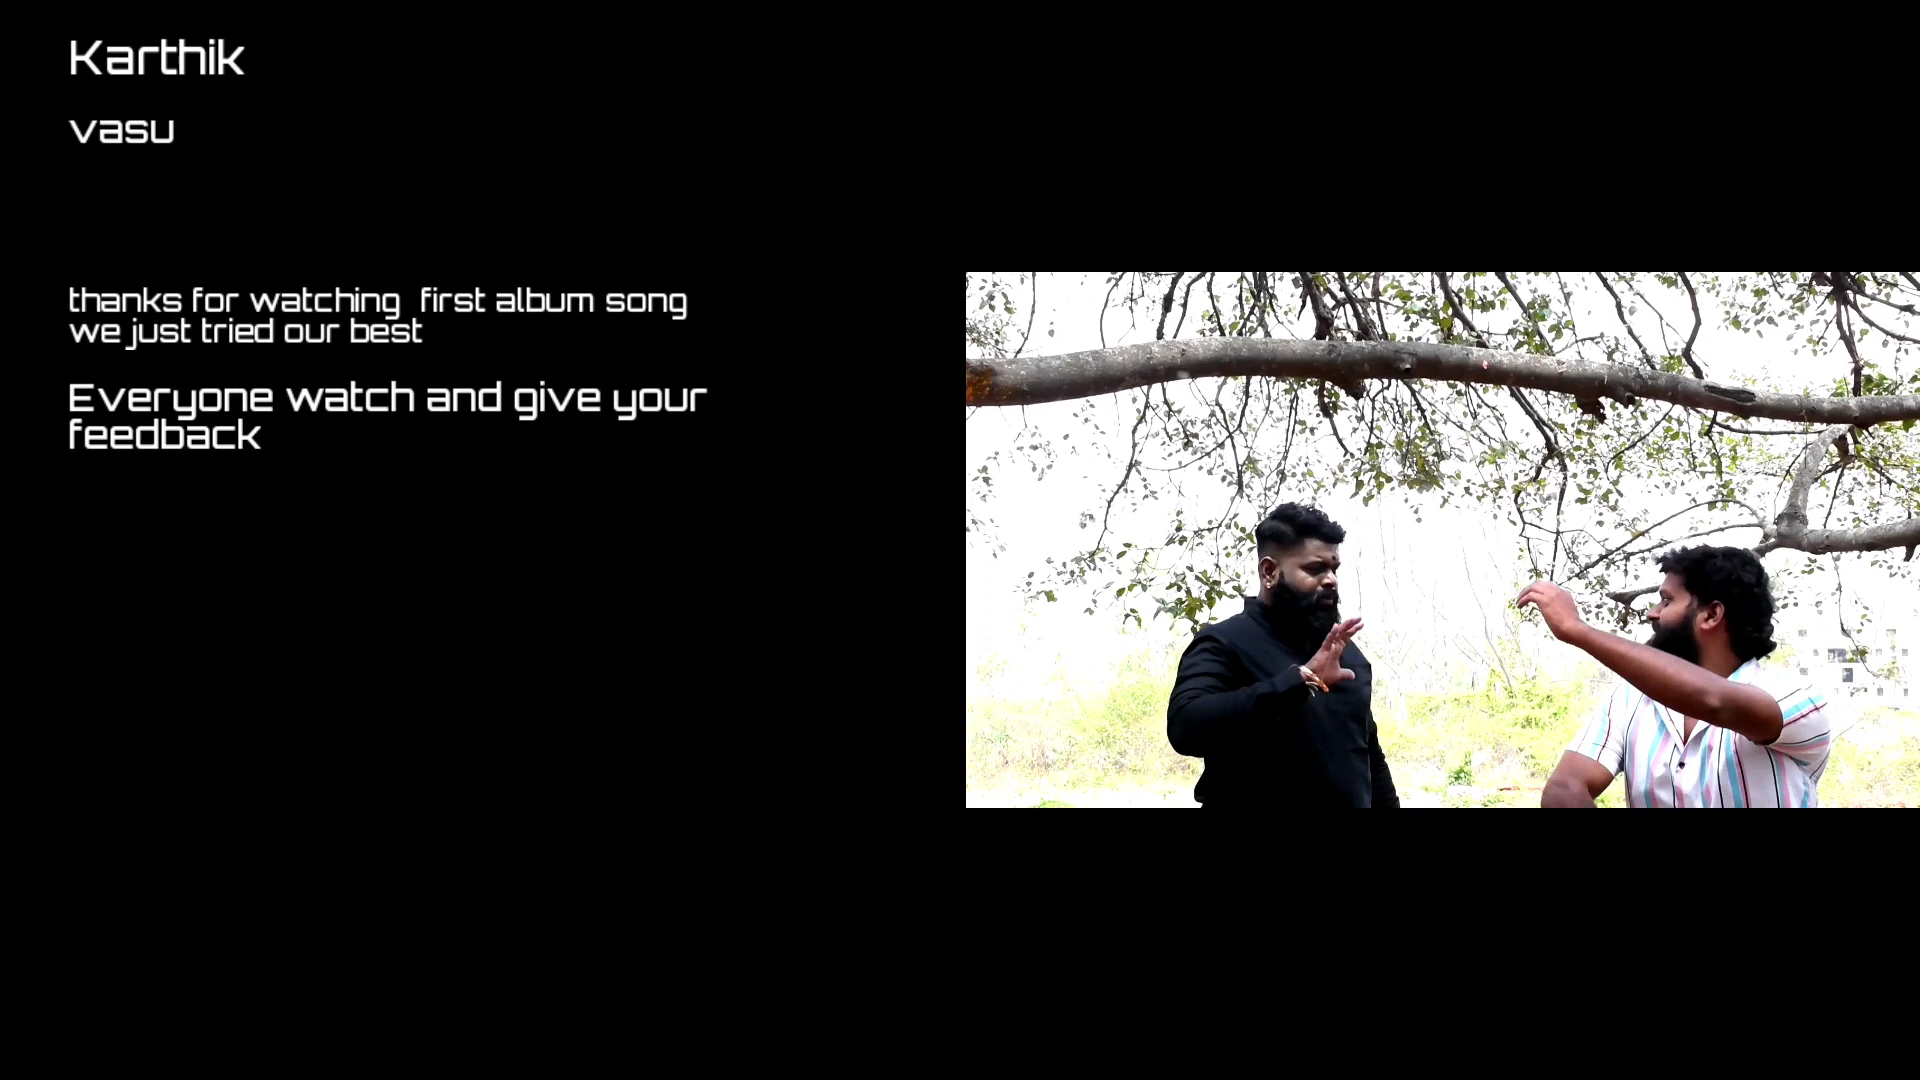 Karthik
vasu
thanks for watching  first album song
we just tried our best
Everyone watch and give your
feedback